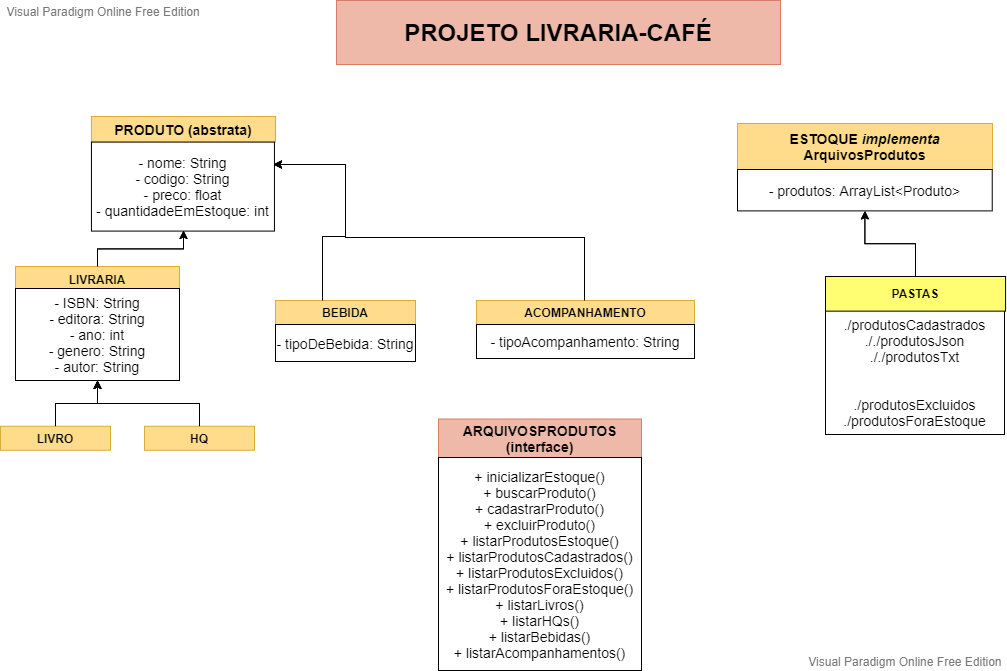 Visual Paradigm Online Free Edition
PROJETO LIVRARIA-CAFÉ
PRODUTO (abstrata)
- nome: String
- codigo: String
- preco: float
- quantidadeEmEstoque: int
ESTOQUE implementa
ArquivosProdutos
- produtos: ArrayList<Produto>
LIVRARIA
- ISBN: String
- editora: String
- ano: int
- genero: String
- autor: String
BEBIDA
- tipoDeBebida: String
ACOMPANHAMENTO
- tipoAcompanhamento: String
PASTAS
./produtosCadastrados
././produtosJson
././produtosTxt
./produtosExcluidos
./produtosForaEstoque
LIVRO
HQ
ARQUIVOSPRODUTOS
(interface)
+ inicializarEstoque()
+ buscarProduto()
+ cadastrarProduto()
+ excluirProduto()
+ listarProdutosEstoque()
+ listarProdutosCadastrados()
+ listarProdutosExcluidos()
+ listarProdutosForaEstoque()
+ listarLivros()
+ listarHQs()
+ listarBebidas()
+ listarAcompanhamentos()
Visual Paradigm Online Free Edition